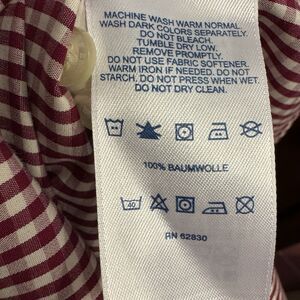 MACHINE WASH WARM NORMAL.
WASH DARK COLORS SEPARATELY.
DO NOT BLEACH.
TUMBLE DRY LOW.
REMOVE PROMPTLY.
DO NOT USE FABRIC SOFTENER.
WARM IRON IF NEEDED. DO NOT
STARCH. DO NOT PRESS WHEN WET.
DO NOT DRY CLEAN.
100% BAUMWOLLE
40
RN 62830